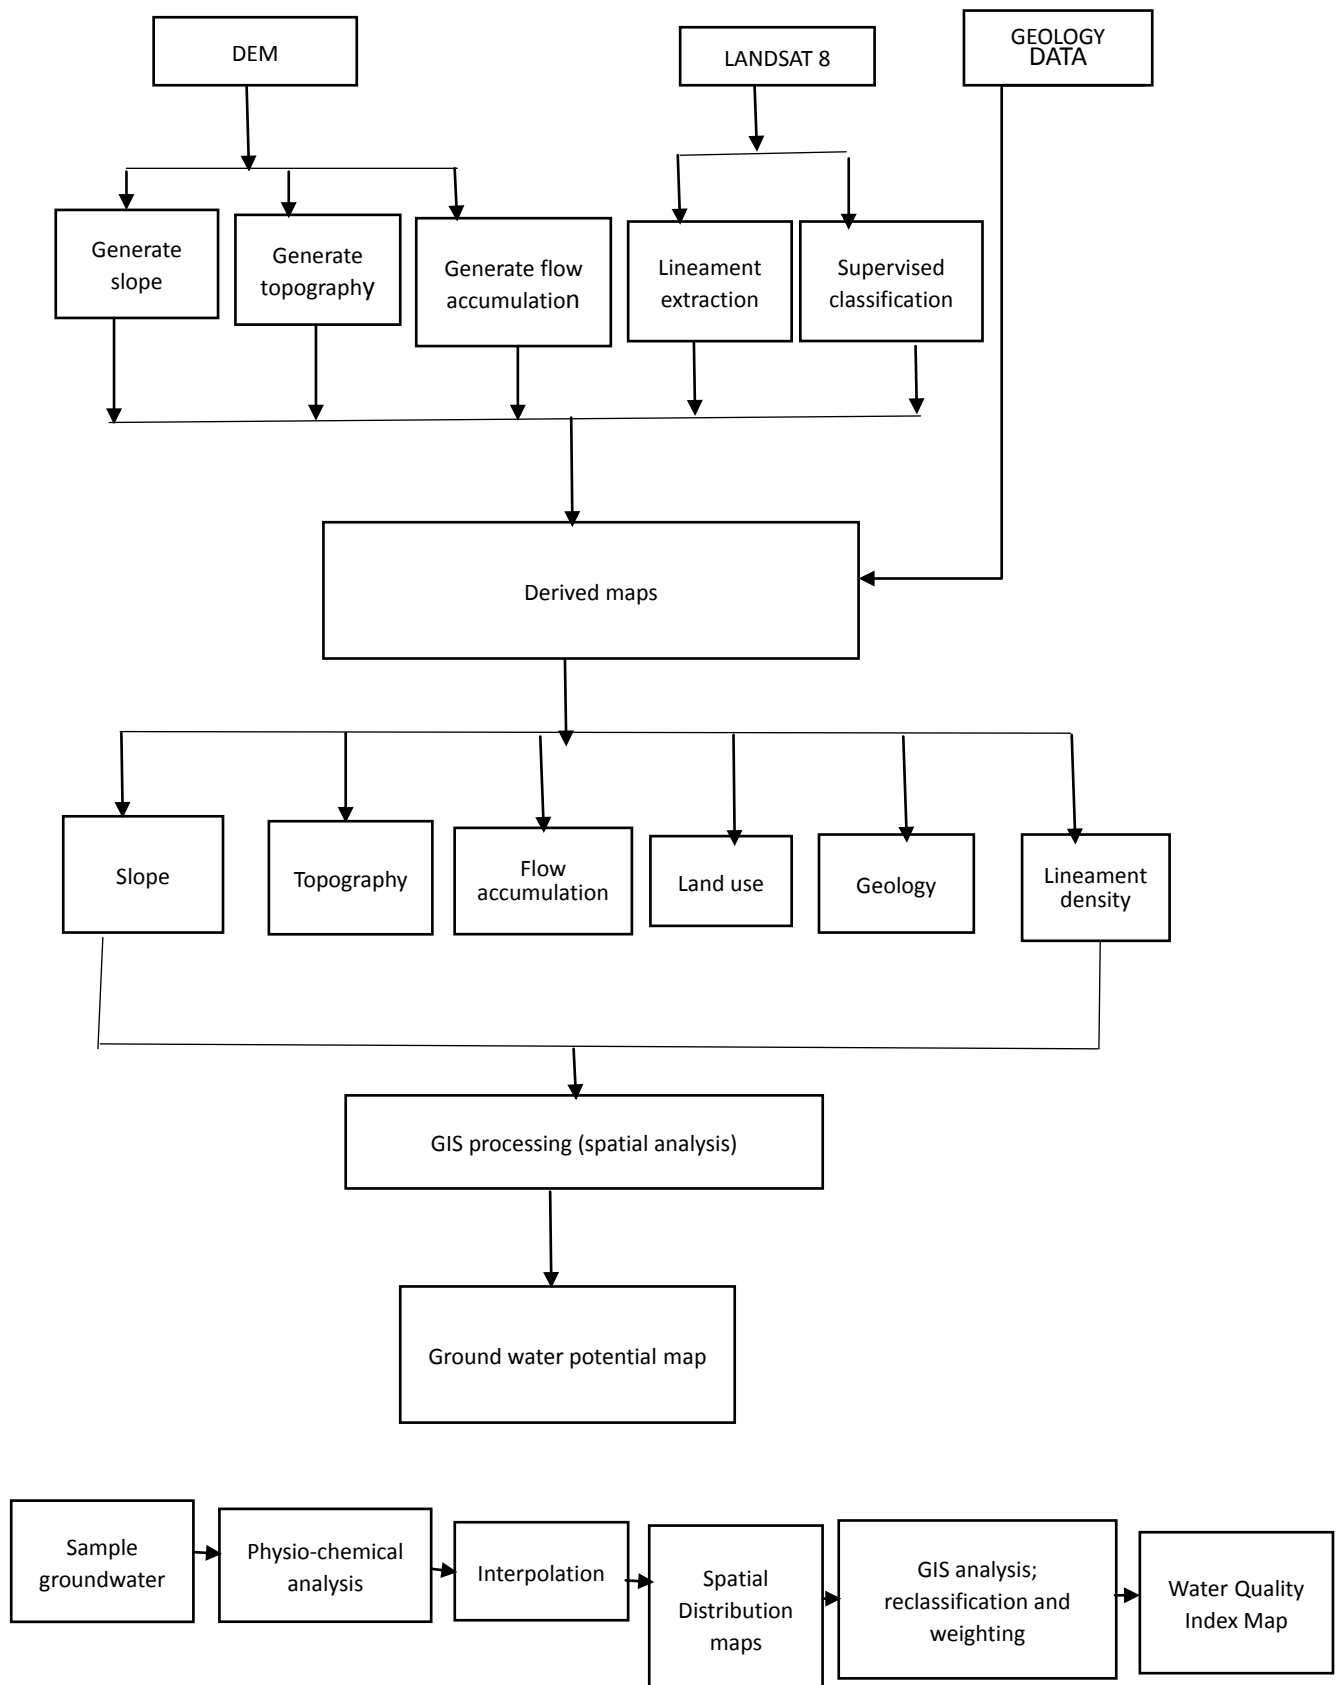 DEM
LANDSAT 8
GEOLOGY
DATA
Generate
slope
Generate
topography
Generate flow
accumulation
Lineament
extraction
Supervised
classification
Derived maps
Slope
Topography
Flow
accumulation
Land use
Geology
Lineament
density
GIS processing (spatial analysis)
Ground water potential map
Sample
groundwater
Physio-chemical
analysis
Interpolation
Spatial
Distribution
maps
GIS analysis;
reclassification and
weighting
Water Quality
Index Map